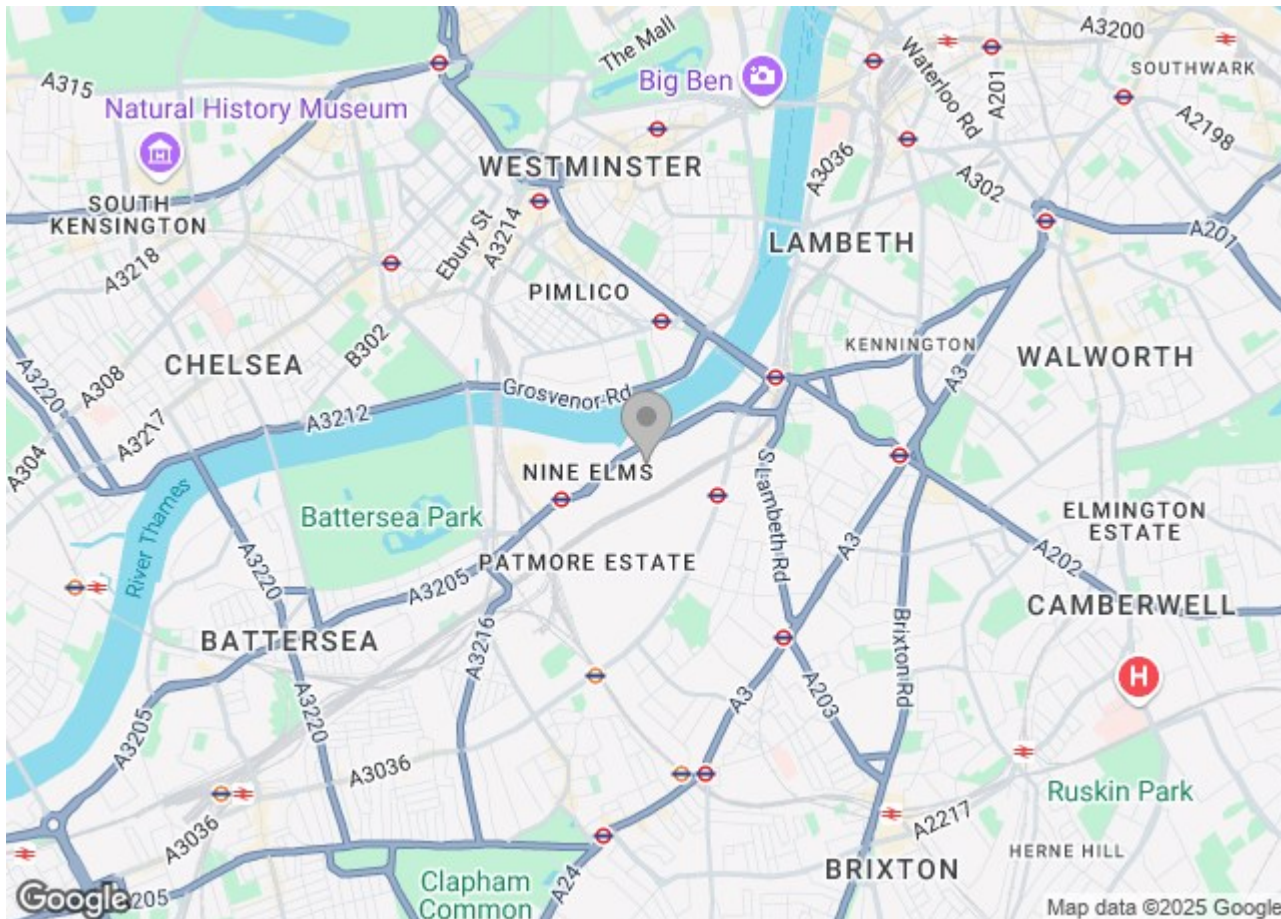 A3200
The Mall
Waterloo Rd
A201
SOUTHWARK
A315
Big Ben
Natural History Museum
A3036
A2198
WESTMINSTER
A302
SOUTH
KENSINGTON
Ebury St
A3214
LAMBETH
A201
A3218
PIMLICO
B302
KENNINGTON
A3220
A308
CHELSEA
A3
WALWORTH
A3217
A3212
Grosvenor Rd
A304
NINE ELMS
S Lambeth Rd
Battersea Park
ELMINGTON
ESTATE
River Thames
A3220
PATMORE ESTATE
A3
A202
A3205
CAMBERWELL
BATTERSEA
A3216
Brixton Rd
H
A3
A203
A3205
A3220
A3036
Ruskin Park
A3036
A2217
HERNE HILL
BRIXTON
A24
Clapham
Common
Google
205
Map data ©2025 Google